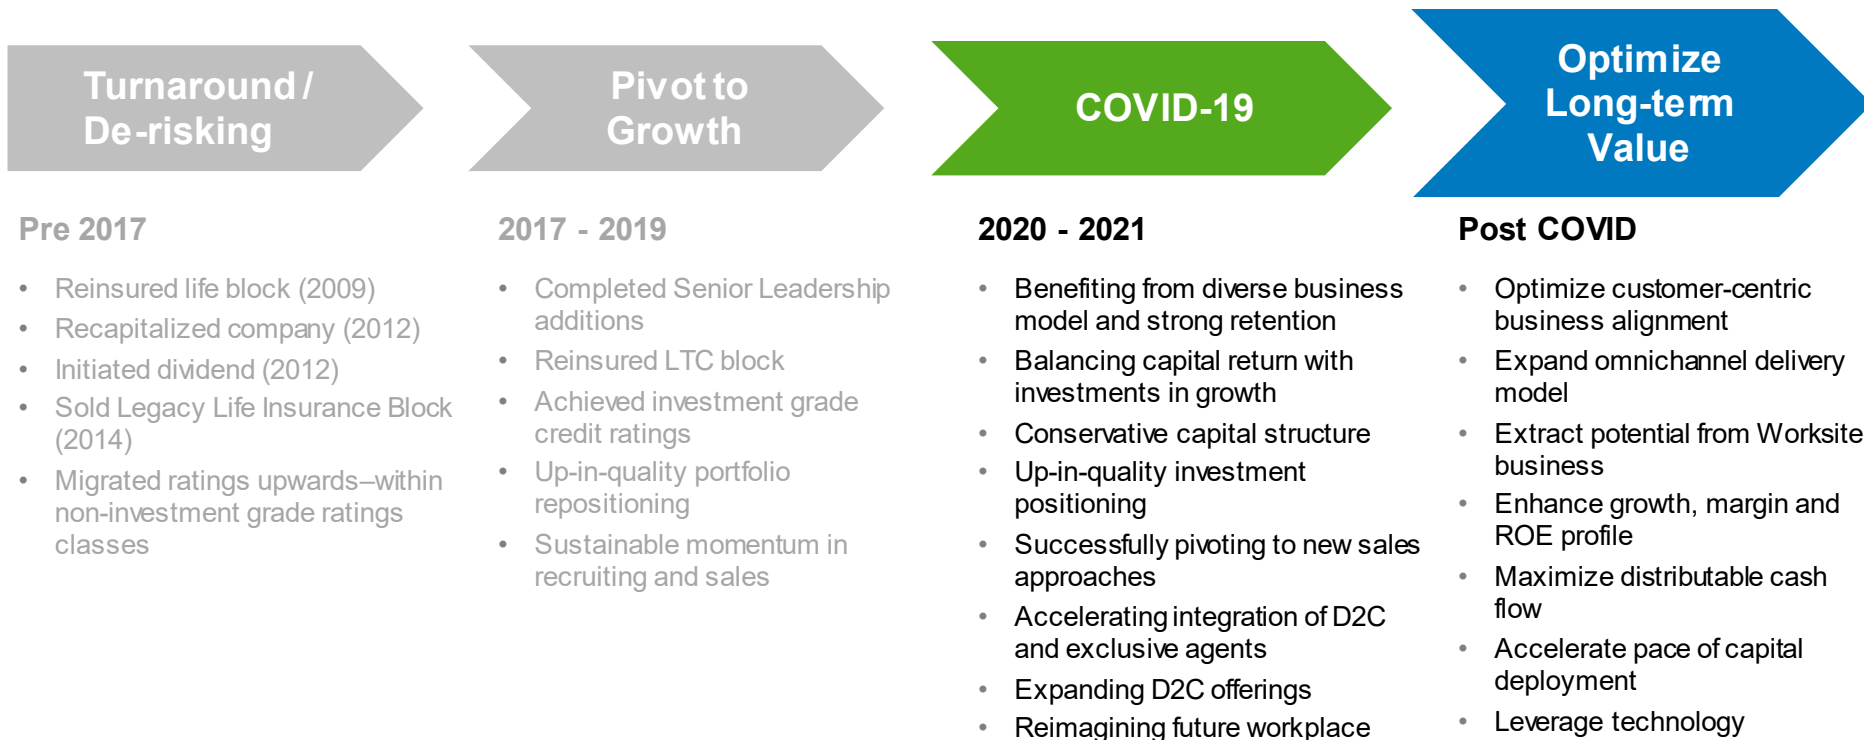 Turnaround /
De-risking
Pivot to
Growth
COVID-19
Optimize
Long-term
Value
Pre 2017
• Reinsured life block (2009)
• Recapitalized company (2012)
• Initiated dividend (2012)
• Sold Legacy Life Insurance Block
(2014)
• Migrated ratings upwards–within
non-investment grade ratings
classes
2017 - 2019
• Completed Senior Leadership
additions
• Reinsured LTC block
• Achieved investment grade
credit ratings
• Up-in-quality portfolio
repositioning
• Sustainable momentum in
recruiting and sales
2020 - 2021
• Benefiting from diverse business
model and strong retention
• Balancing capital return with
investments in growth
• Conservative capital structure
• Up-in-quality investment
positioning
• Successfully pivoting to new sales
approaches
• Accelerating integration of D2C
and exclusive agents
• Expanding D2C offerings
• Reimagining future workplace
Post COVID
• Optimize customer-centric
business alignment
• Expand omnichannel delivery
model
• Extract potential from Worksite
business
• Enhance growth, margin and
ROE profile
• Maximize distributable cash
flow
• Accelerate pace of capital
deployment
• Leverage technology